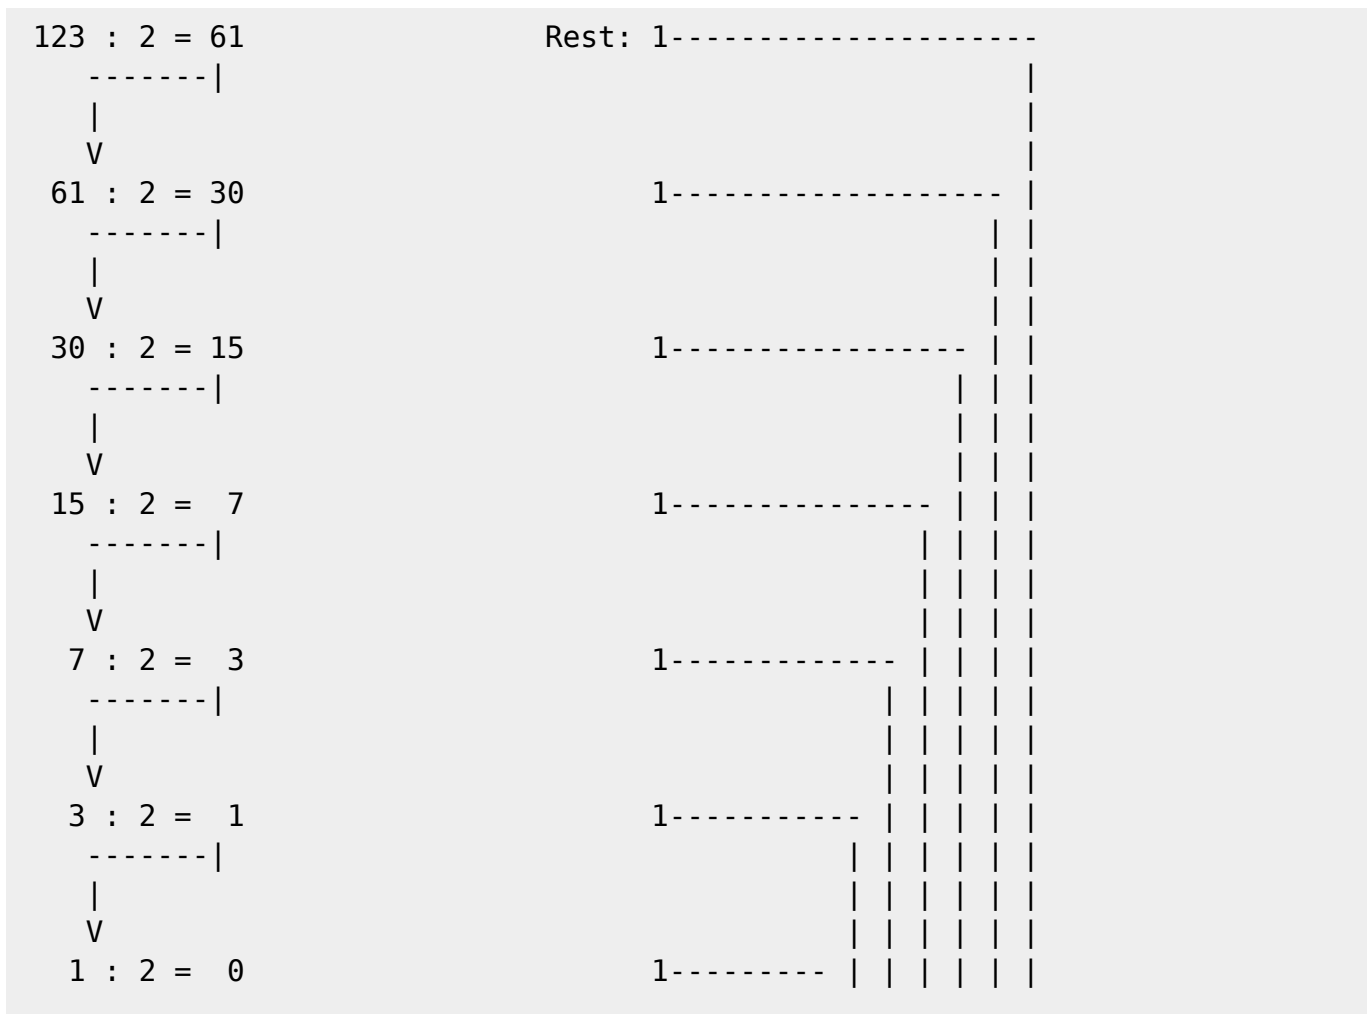 123 : 2 = 61                 Rest: 1---------------------
   -------|                                              |
   |                                                     |
   V                                                     |
 61 : 2 = 30                       1------------------- |
   -------|                                            | |
   |                                                   | |
   V                                                   | |
 30 : 2 = 15                       1----------------- | |
   -------|                                          | | |
   |                                                 | | |
   V                                                 | | |
 15 : 2 =  7                       1--------------- | | |
   -------|                                        | | | |
   |                                               | | | |
   V                                               | | | |
  7 : 2 =  3                       1------------- | | | |
   -------|                                      | | | | |
   |                                             | | | | |
   V                                             | | | | |
  3 : 2 =  1                       1----------- | | | | |
   -------|                                    | | | | | |
   |                                           | | | | | |
   V                                           | | | | | |
  1 : 2 =  0                       1--------- | | | | | |